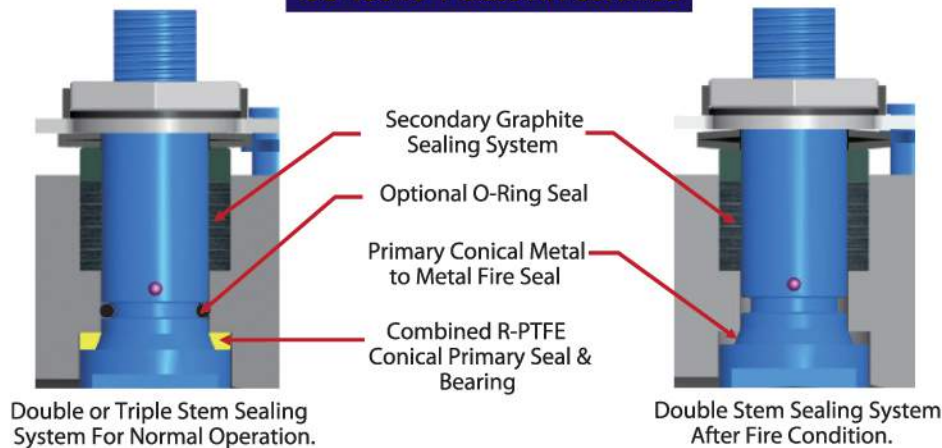 Secondary Graphite
Sealing System
Optional O-Ring Seal
Primary Conical Metal
to Metal Fire Seal
Combined R-PTFE
Conical Primary Seal &
Bearing
Double or Triple Stem Sealing
System For Normal Operation.
Double Stem Sealing System
After Fire Condition.